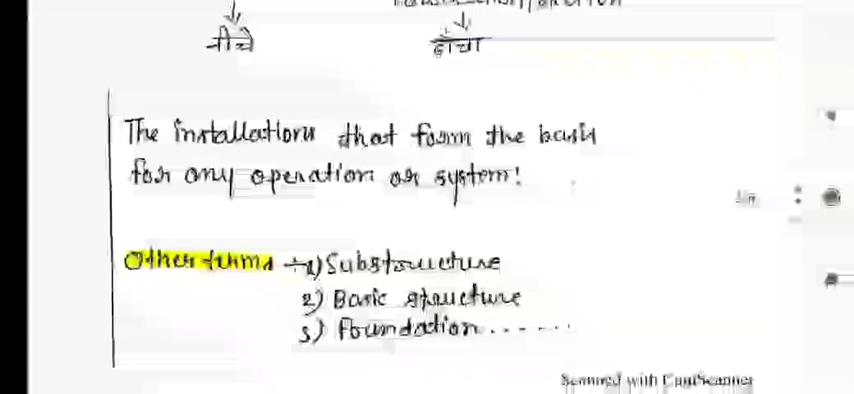 नीचे ढाँचा
The installations that form the basis
for any operation or system!
Other terms :- 1) Substructure
2) Basic structure
3) Foundation......
Scanned with CamScanner